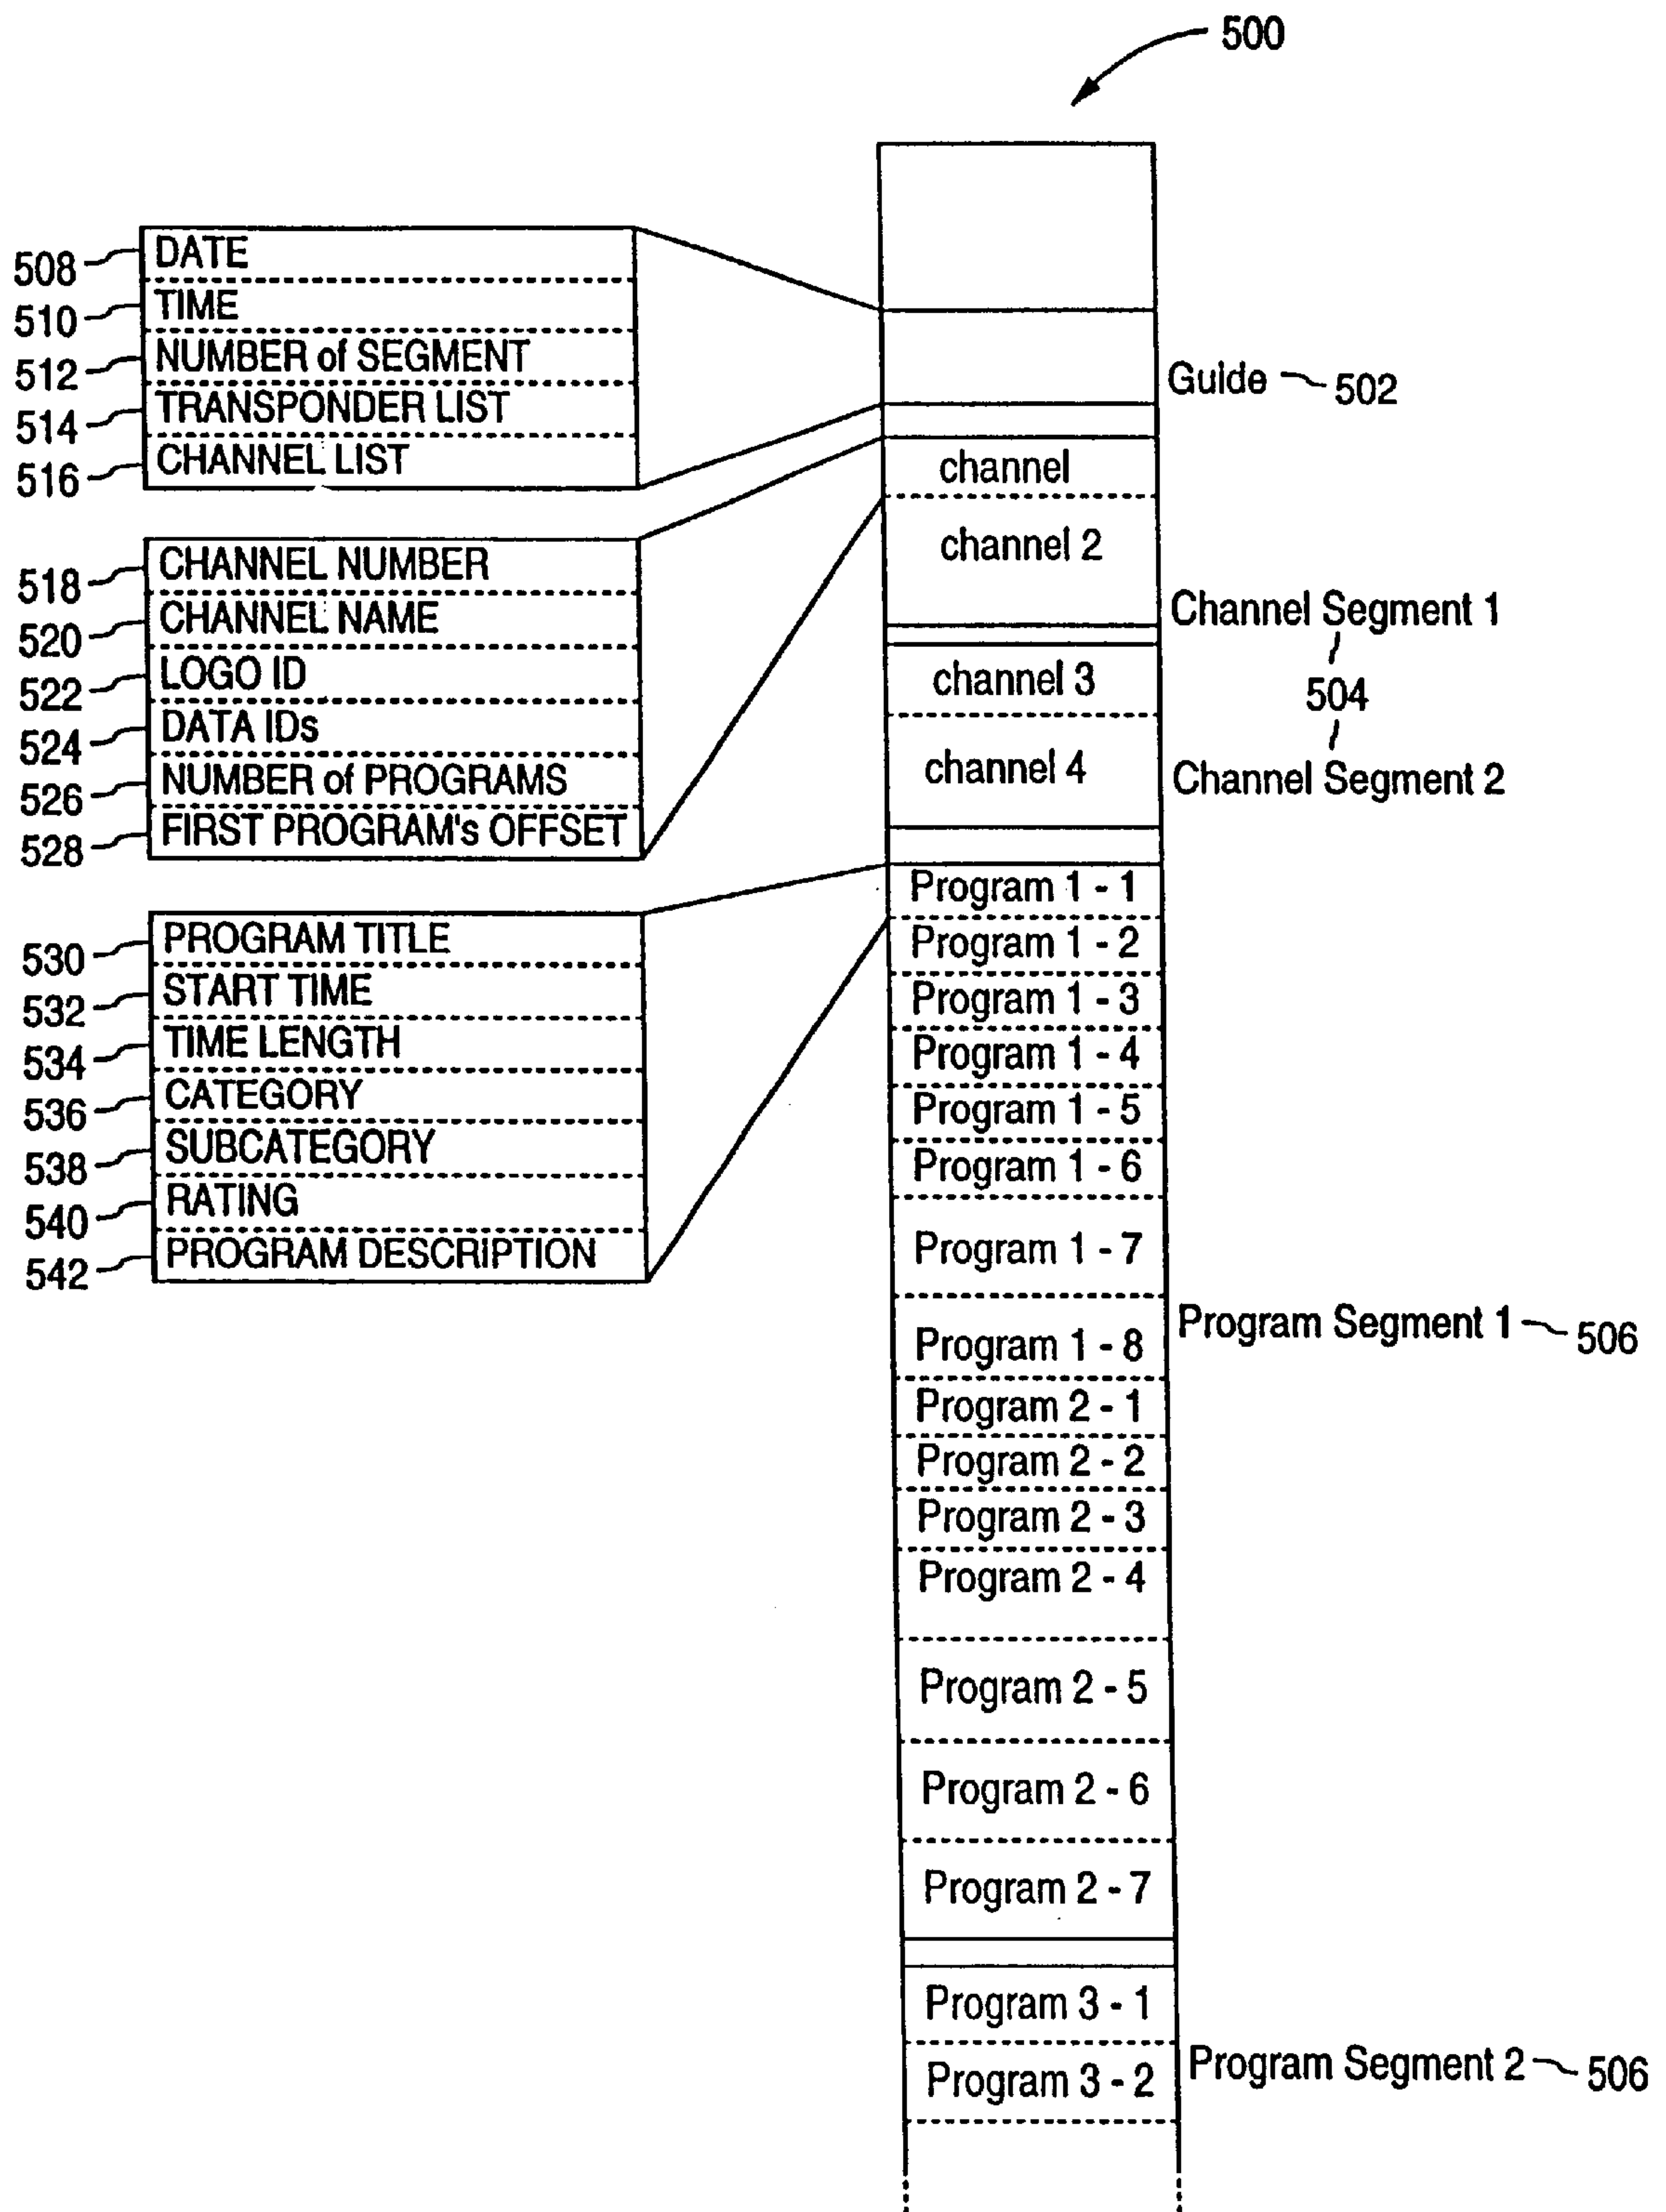 500
508 DATE
510 TIME
512 NUMBER of SEGMENT
514 TRANSPONDER LIST
516 CHANNEL LIST
Guide 502
518 CHANNEL NUMBER
520 CHANNEL NAME
522 LOGO ID
524 DATA IDs
526 NUMBER of PROGRAMS
528 FIRST PROGRAM's OFFSET
channel
channel 2
Channel Segment 1
504
channel 3
channel 4
Channel Segment 2
530 PROGRAM TITLE
532 START TIME
534 TIME LENGTH
536 CATEGORY
538 SUBCATEGORY
540 RATING
542 PROGRAM DESCRIPTION
Program 1 - 1
Program 1 - 2
Program 1 - 3
Program 1 - 4
Program 1 - 5
Program 1 - 6
Program 1 - 7
Program 1 - 8
Program Segment 1 506
Program 2 - 1
Program 2 - 2
Program 2 - 3
Program 2 - 4
Program 2 - 5
Program 2 - 6
Program 2 - 7
Program 3 - 1
Program 3 - 2
Program Segment 2 506